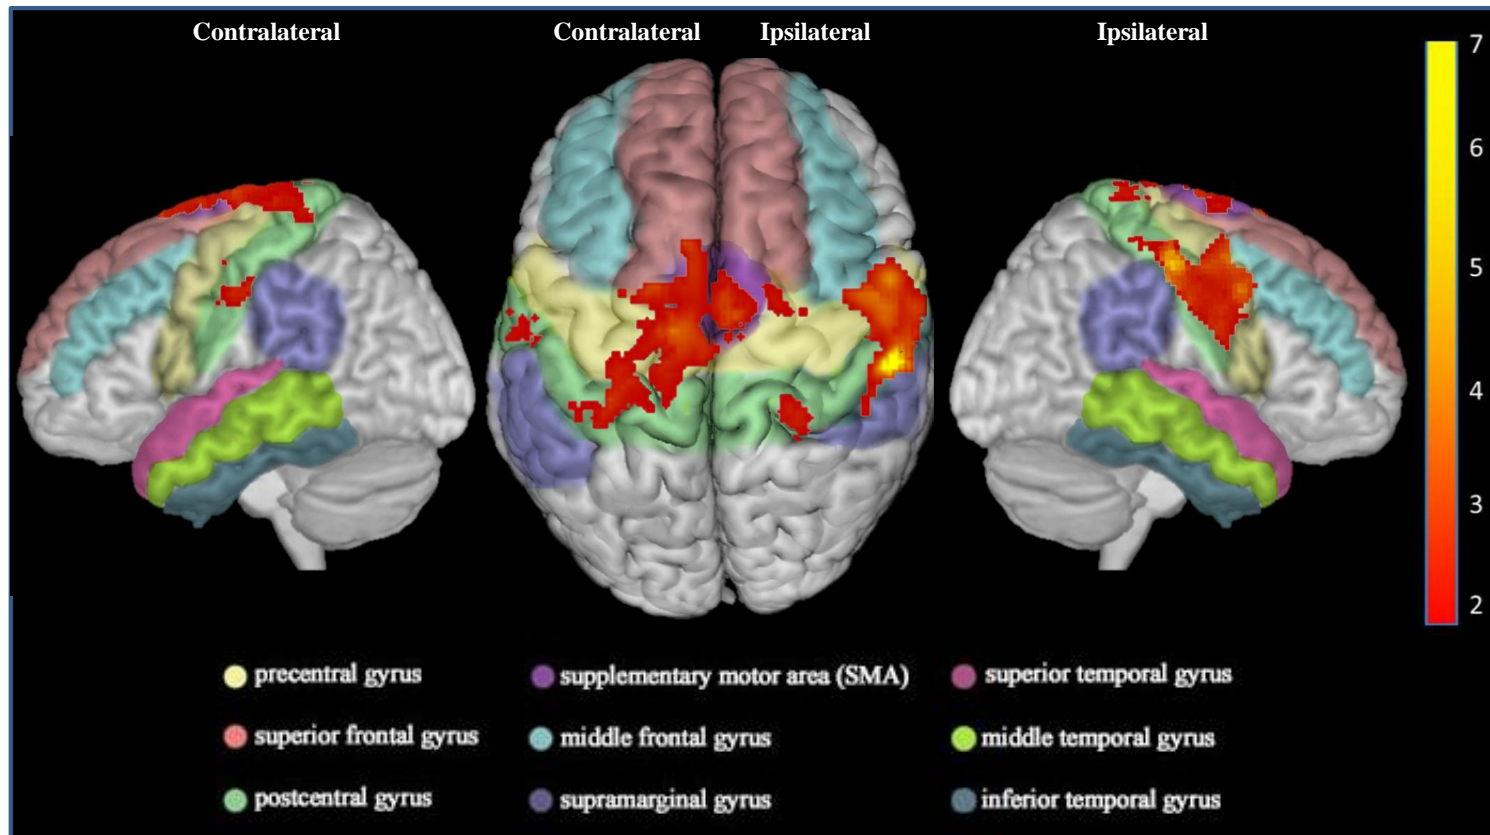 Contralateral
Contralateral
Ipsilateral
Ipsilateral
7
6
5
4
3
2
precentral gyrus
supplementary motor area (SMA)
superior temporal gyrus
superior frontal gyrus
middle frontal gyrus
middle temporal gyrus
postcentral gyrus
supramarginal gyrus
inferior temporal gyrus